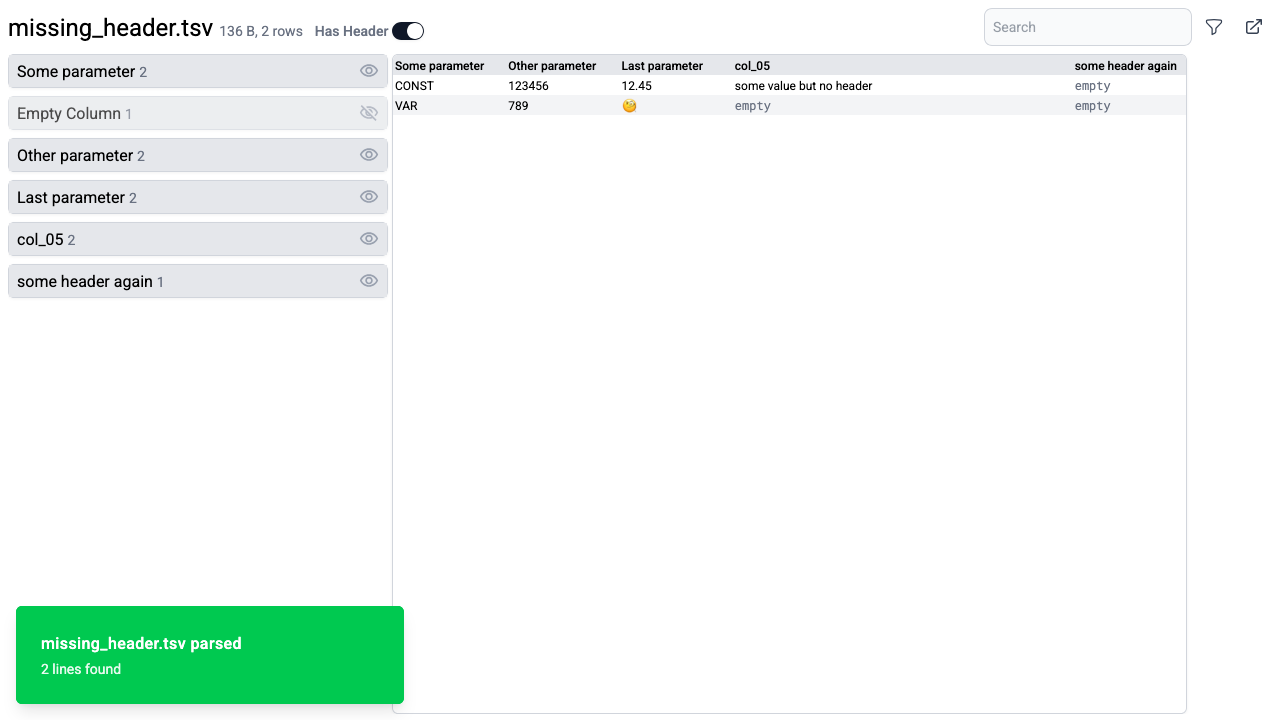 missing_header.tsv 136 B, 2 rows Has Header
Search
Some parameter 2
Empty Column 1
Other parameter 2
Last parameter 2
col_05 2
some header again 1
Some parameter Other parameter Last parameter col_05 some header again
CONST 123456 12.45 some value but no header empty
VAR 789 🧐 empty empty
missing_header.tsv parsed
2 lines found